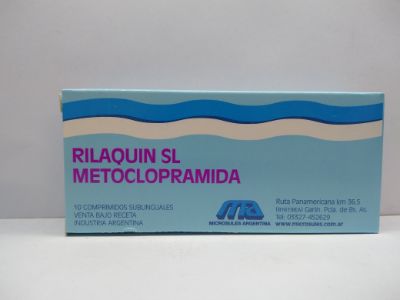 RILAQUIN SL
METOCLOPRAMIDA
10 COMPRIMIDOS SUBLINGUALES
VENTA BAJO RECETA
INDUSTRIA ARGENTINA
MICROSULES ARGENTINA
Ruta Panamericana km 36,5
Garín. Pcia. de Bs. As.
Tel: 03327-452629
www.microsules.com.ar